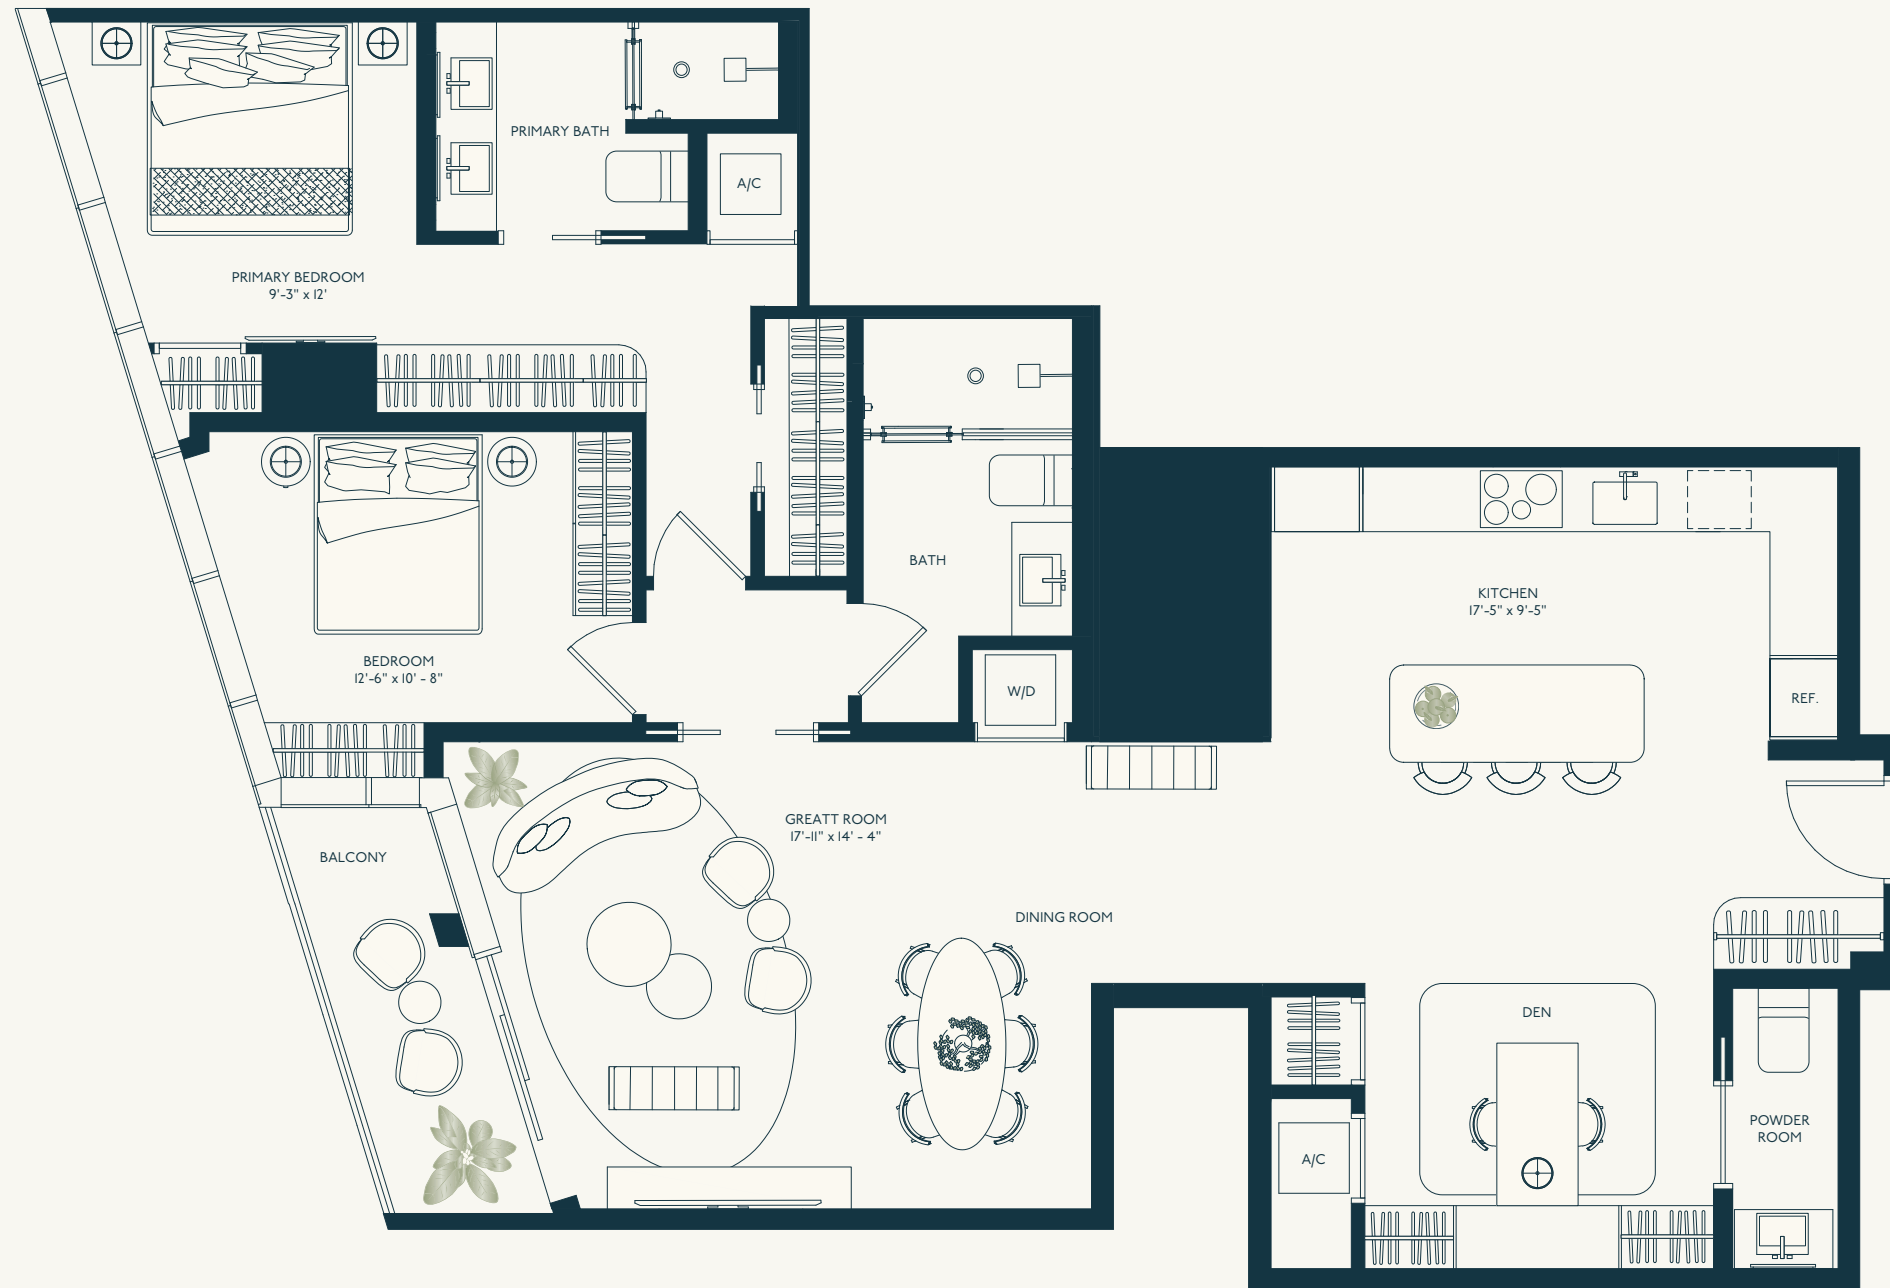 PRIMARY BATH
A/C
PRIMARY BEDROOM
9'-3" x 12'
BATH
KITCHEN
17'-5" x 9'-5"
BEDROOM
12'-6" x 10' - 8"
W/D
REF.
GREATT ROOM
17'-11" x 14' - 4"
BALCONY
DINING ROOM
DEN
POWDER
ROOM
A/C